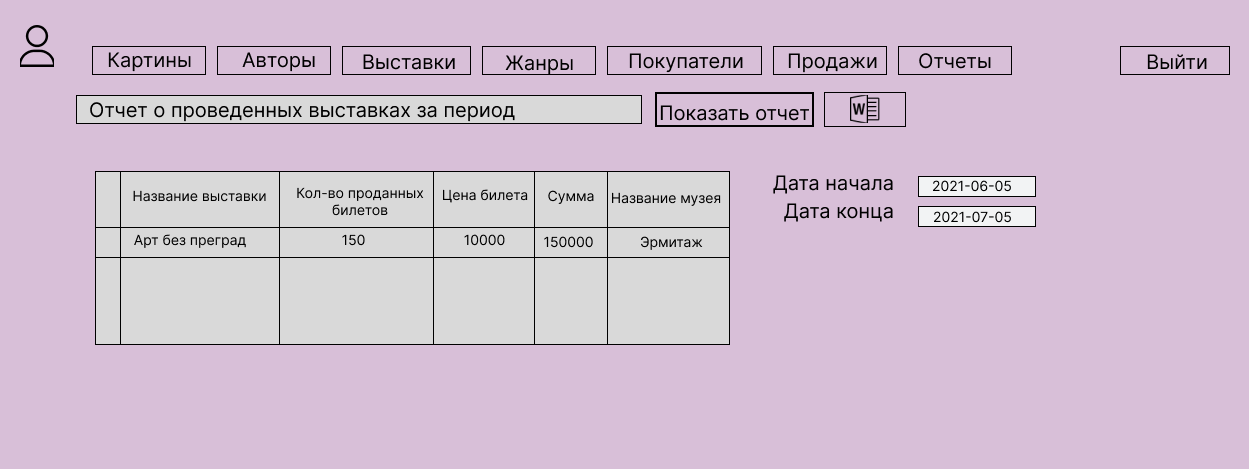 Картины Авторы Выставки Жанры Покупатели Продажи Отчеты Выйти
Отчет о проведенных выставках за период Показать отчет W
Название выставки Кол-во проданных билетов Цена билета Сумма Название музея
Арт без преград 150 10000 150000 Эрмитаж
Дата начала 2021-06-05
Дата конца 2021-07-05